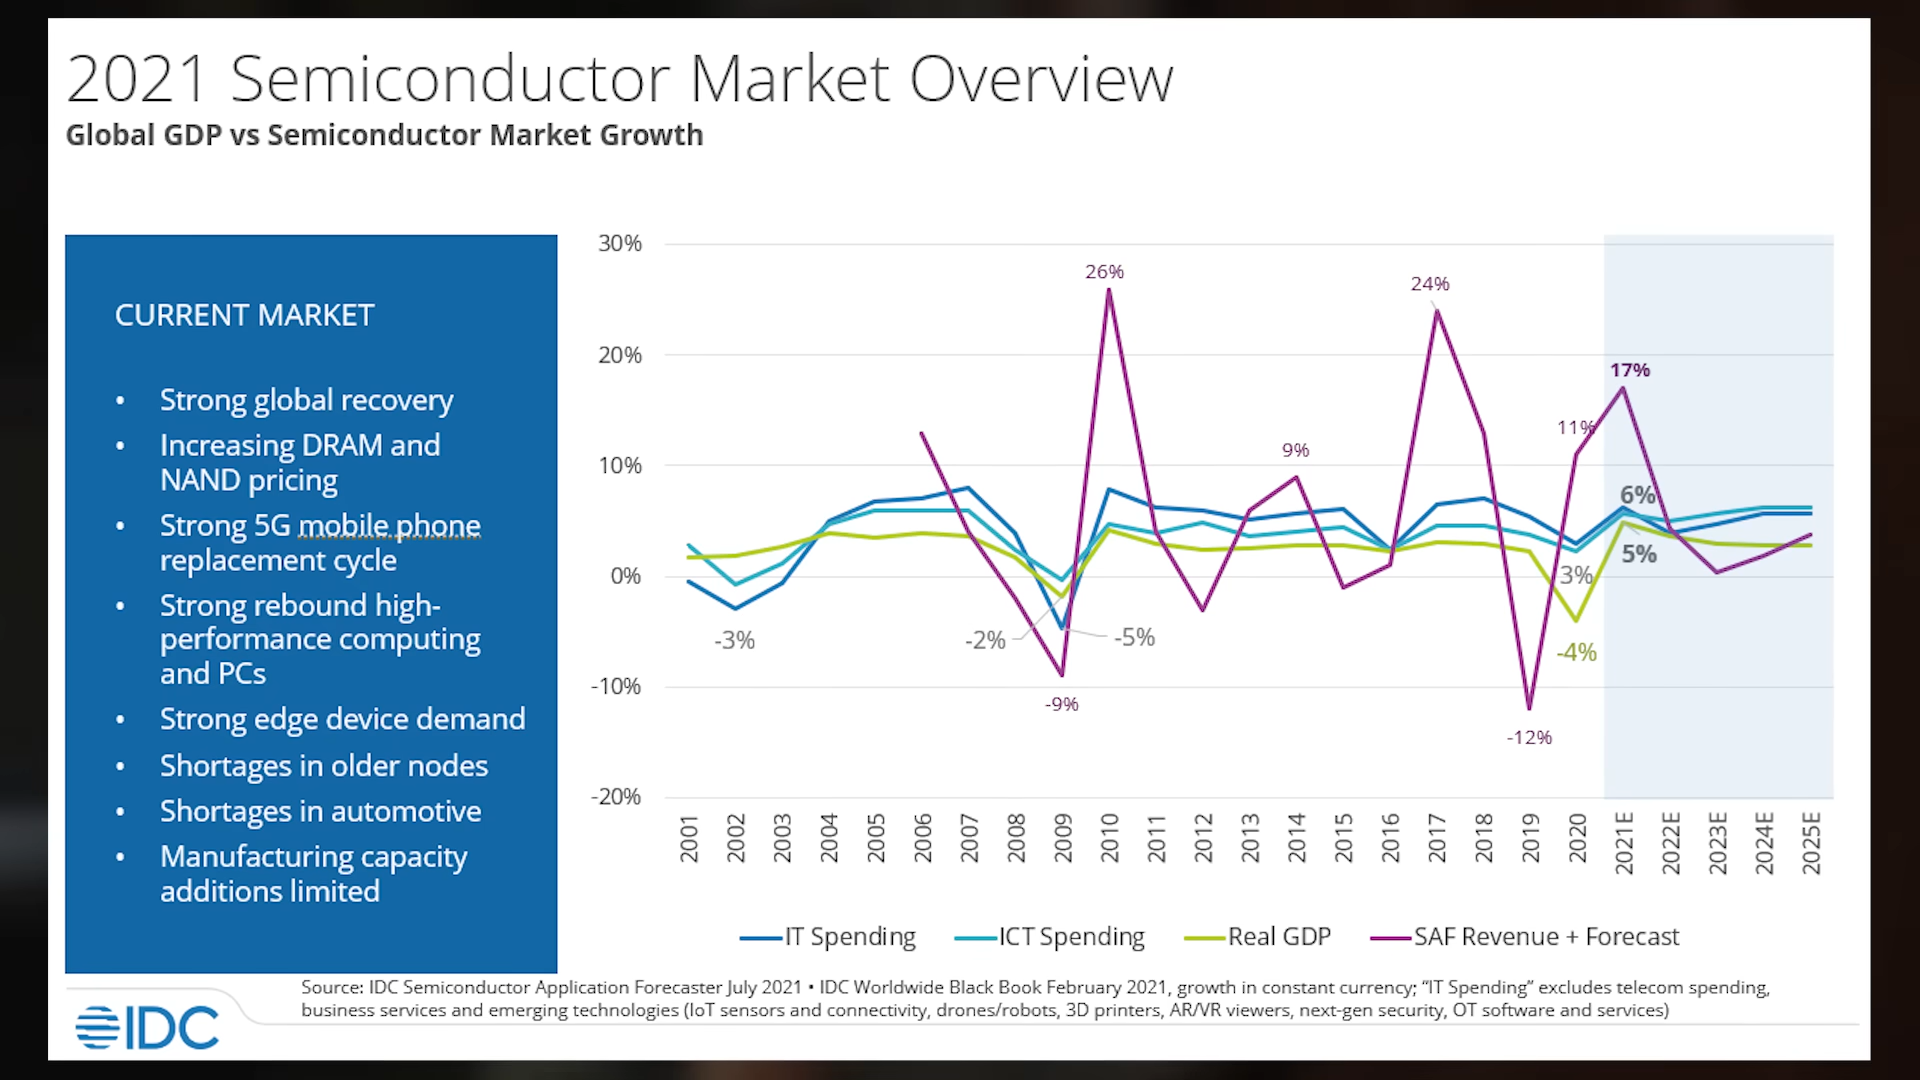 2021 Semiconductor Market Overview
Global GDP vs Semiconductor Market Growth
CURRENT MARKET
• Strong global recovery
• Increasing DRAM and
NAND pricing
• Strong 5G mobile phone
replacement cycle
• Strong rebound high-
performance computing
and PCs
• Strong edge device demand
• Shortages in older nodes
• Shortages in automotive
• Manufacturing capacity
additions limited
30%
20%
10%
0%
-10%
-20%
-3%
-2%
-5%
-9%
26%
9%
24%
-12%
11%
3%
-4%
17%
6%
5%
2001 2002 2003 2004 2005 2006 2007 2008 2009 2010 2011 2012 2013 2014 2015 2016 2017 2018 2019 2020 2021E 2022E 2023E 2024E 2025E
IT Spending ICT Spending Real GDP SAF Revenue + Forecast
Source: IDC Semiconductor Application Forecaster July 2021 • IDC Worldwide Black Book February 2021, growth in constant currency; “IT Spending” excludes telecom spending,
business services and emerging technologies (IoT sensors and connectivity, drones/robots, 3D printers, AR/VR viewers, next-gen security, OT software and services)
IDC